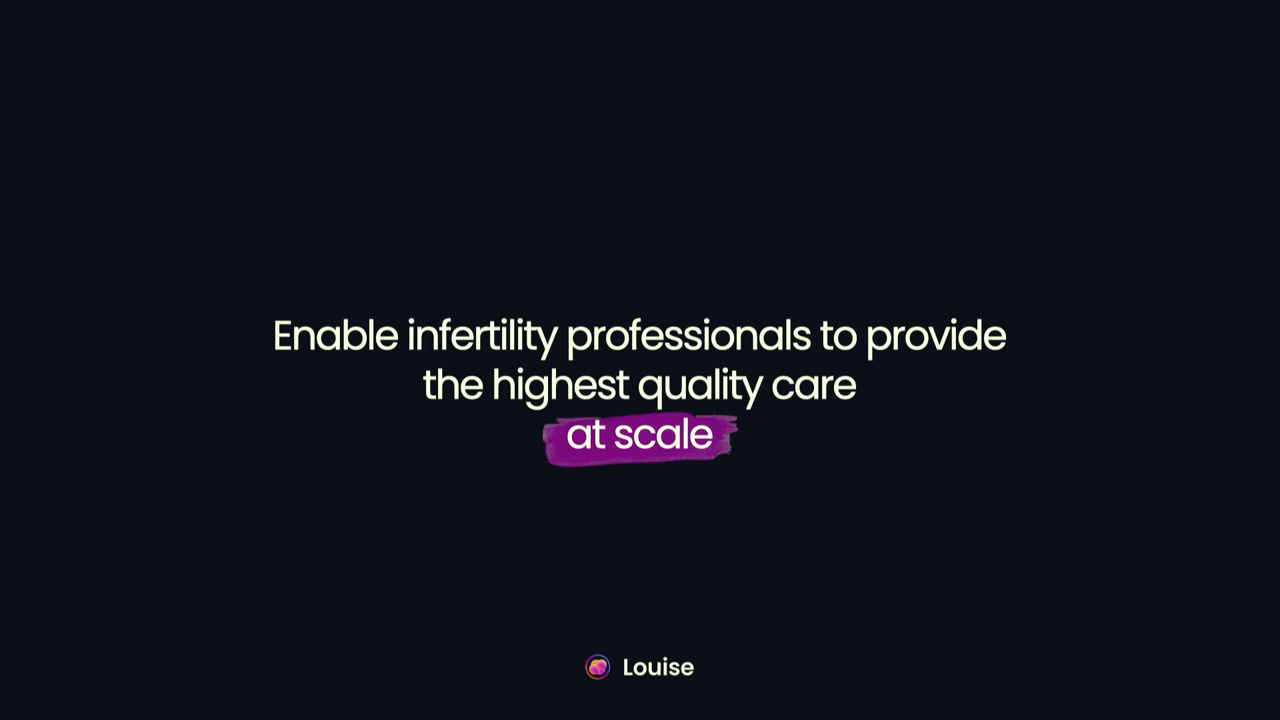 Enable infertility professionals to provide
the highest quality care
at scale
Louise